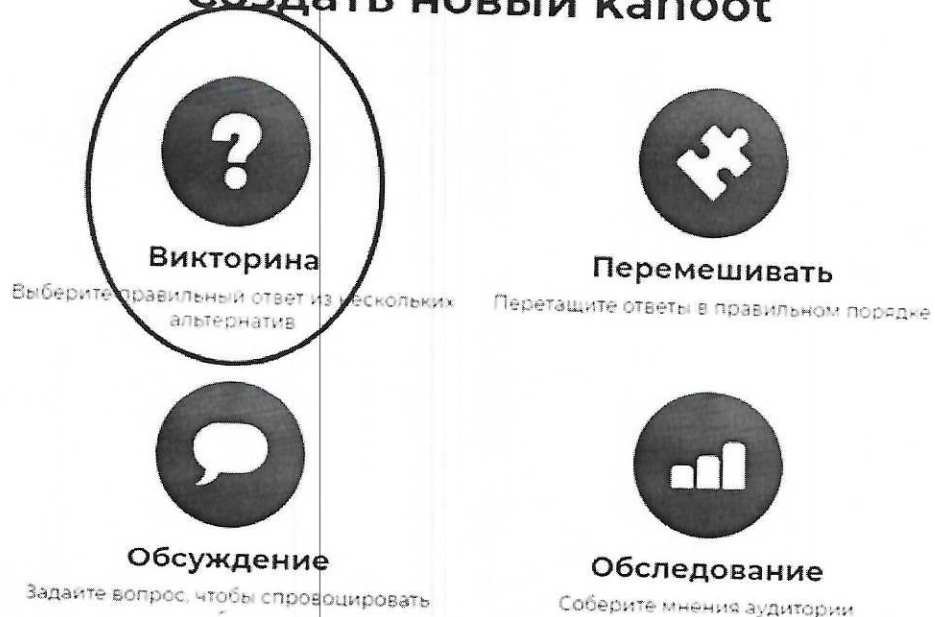 создать новый kahoot
Викторина
Выберите правильный ответ из нескольких
альтернатив
Перемешивать
Перетащите ответы в правильном порядке
Обсуждение
Задайте вопрос, чтобы спровоцировать
Обследование
Соберите мнения аудитории